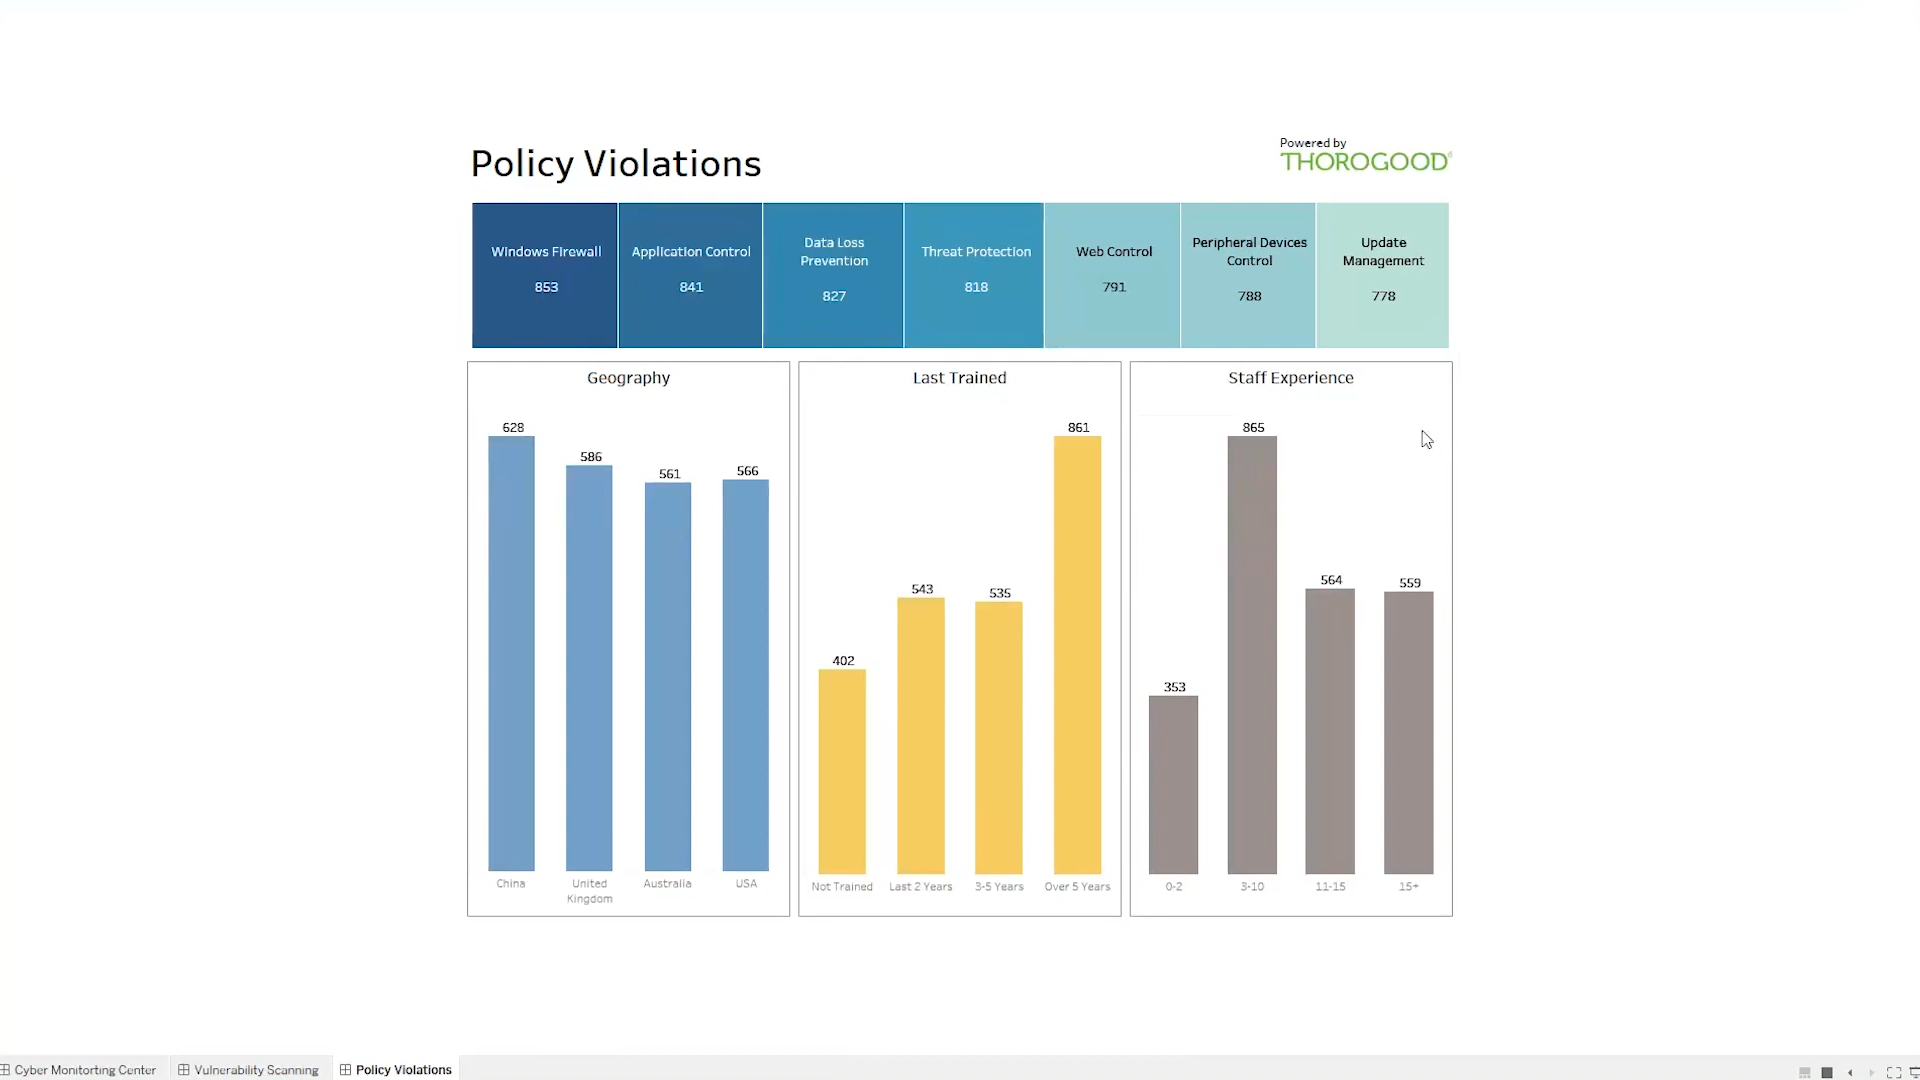 Policy Violations
Powered by
THOROGOOD
Windows Firewall
853
Application Control
841
Data Loss
Prevention
827
Threat Protection
818
Web Control
791
Peripheral Devices
Control
788
Update
Management
778
Geography
628
586
561
566
China
United
Kingdom
Australia
USA
Last Trained
402
543
535
861
Not Trained
Last 2 Years
3-5 Years
Over 5 Years
Staff Experience
353
865
564
559
0-2
3-10
11-15
15+
Cyber Monitorting Center
Vulnerability Scanning
Policy Violations